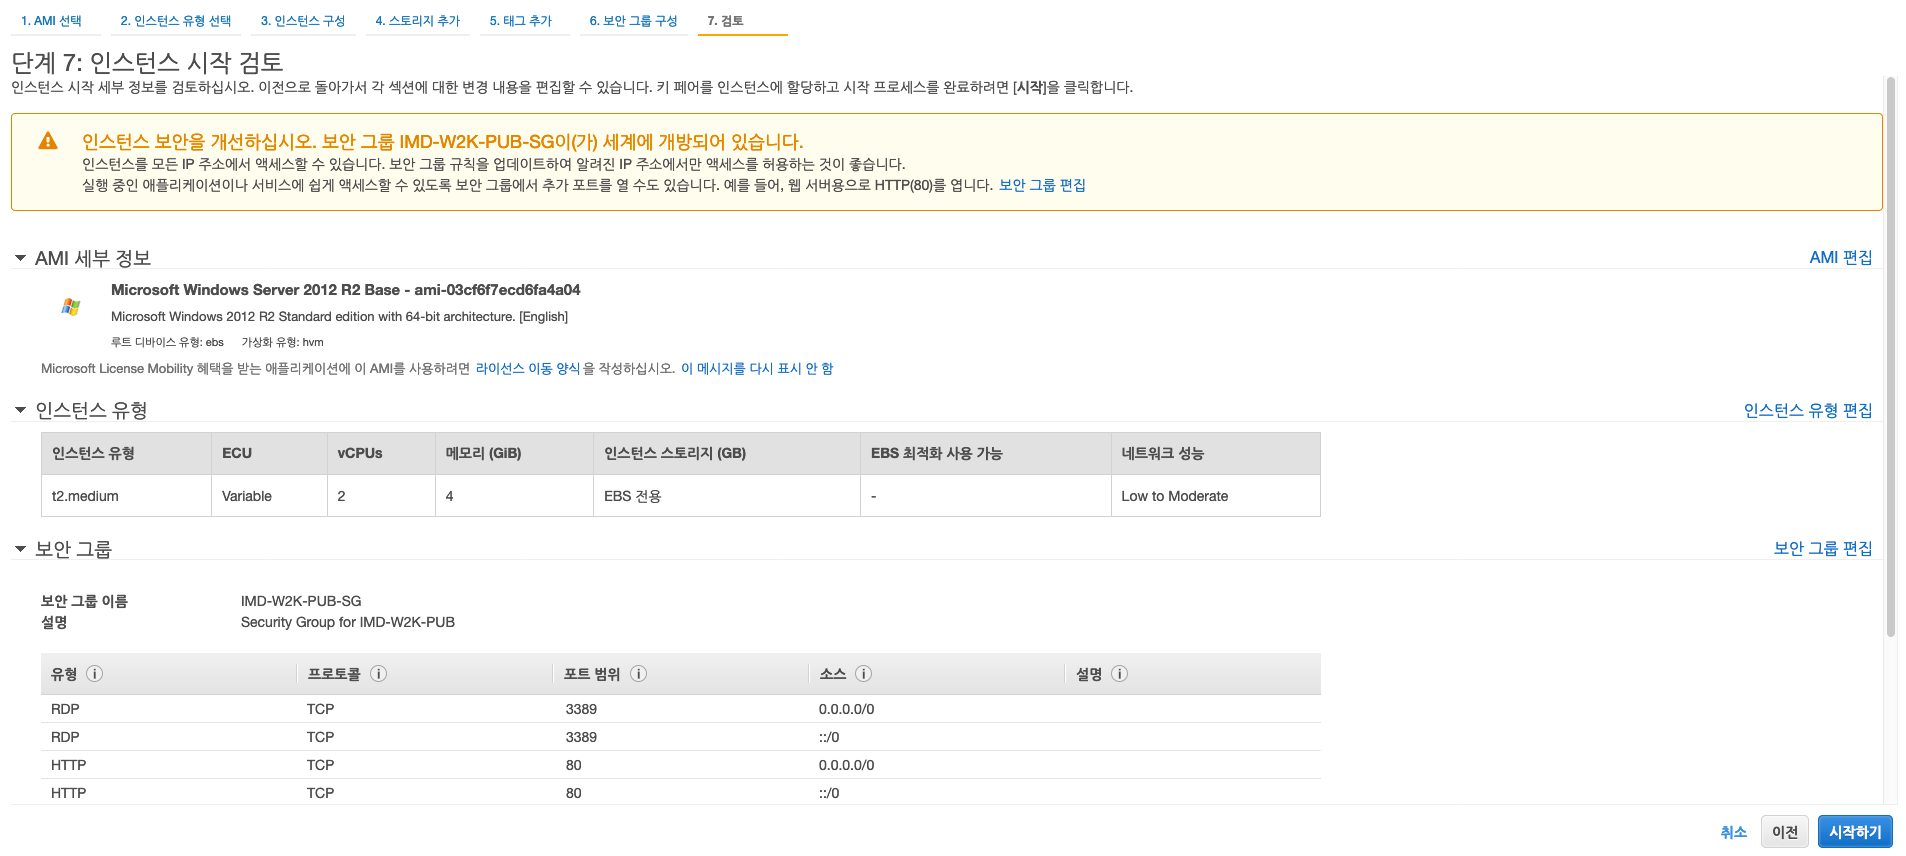 1. AMI 선택 2. 인스턴스 유형 선택 3. 인스턴스 구성 4. 스토리지 추가 5. 태그 추가 6. 보안 그룹 구성 7. 검토
단계 7: 인스턴스 시작 검토
인스턴스 시작 세부 정보를 검토하십시오. 이전으로 돌아가서 각 섹션에 대한 변경 내용을 편집할 수 있습니다. 키 페어를 인스턴스에 할당하고 시작 프로세스를 완료하려면 [시작]을 클릭합니다.
인스턴스 보안을 개선하십시오. 보안 그룹 IMD-W2K-PUB-SG이(가) 세계에 개방되어 있습니다.
인스턴스를 모든 IP 주소에서 액세스할 수 있습니다. 보안 그룹 규칙을 업데이트하여 알려진 IP 주소에서만 액세스를 허용하는 것이 좋습니다.
실행 중인 애플리케이션이나 서비스에 쉽게 액세스할 수 있도록 보안 그룹에서 추가 포트를 열 수도 있습니다. 예를 들어, 웹 서버용으로 HTTP(80)를 엽니다. 보안 그룹 편집
AMI 세부 정보 AMI 편집
Microsoft Windows Server 2012 R2 Base - ami-03cf6f7ecd6fa4a04
Microsoft Windows 2012 R2 Standard edition with 64-bit architecture. [English]
루트 디바이스 유형: ebs 가상화 유형: hvm
Microsoft License Mobility 혜택을 받는 애플리케이션에 이 AMI를 사용하려면 라이선스 이동 양식 을 작성하십시오. 이 메시지를 다시 표시 안 함
인스턴스 유형 인스턴스 유형 편집
인스턴스 유형 ECU vCPUs 메모리 (GiB) 인스턴스 스토리지 (GB) EBS 최적화 사용 가능 네트워크 성능
t2.medium Variable 2 4 EBS 전용 - Low to Moderate
보안 그룹 보안 그룹 편집
보안 그룹 이름 IMD-W2K-PUB-SG
설명 Security Group for IMD-W2K-PUB
유형 i 프로토콜 i 포트 범위 i 소스 i 설명 i
RDP TCP 3389 0.0.0.0/0
RDP TCP 3389 ::/0
HTTP TCP 80 0.0.0.0/0
HTTP TCP 80 ::/0
취소 이전 시작하기